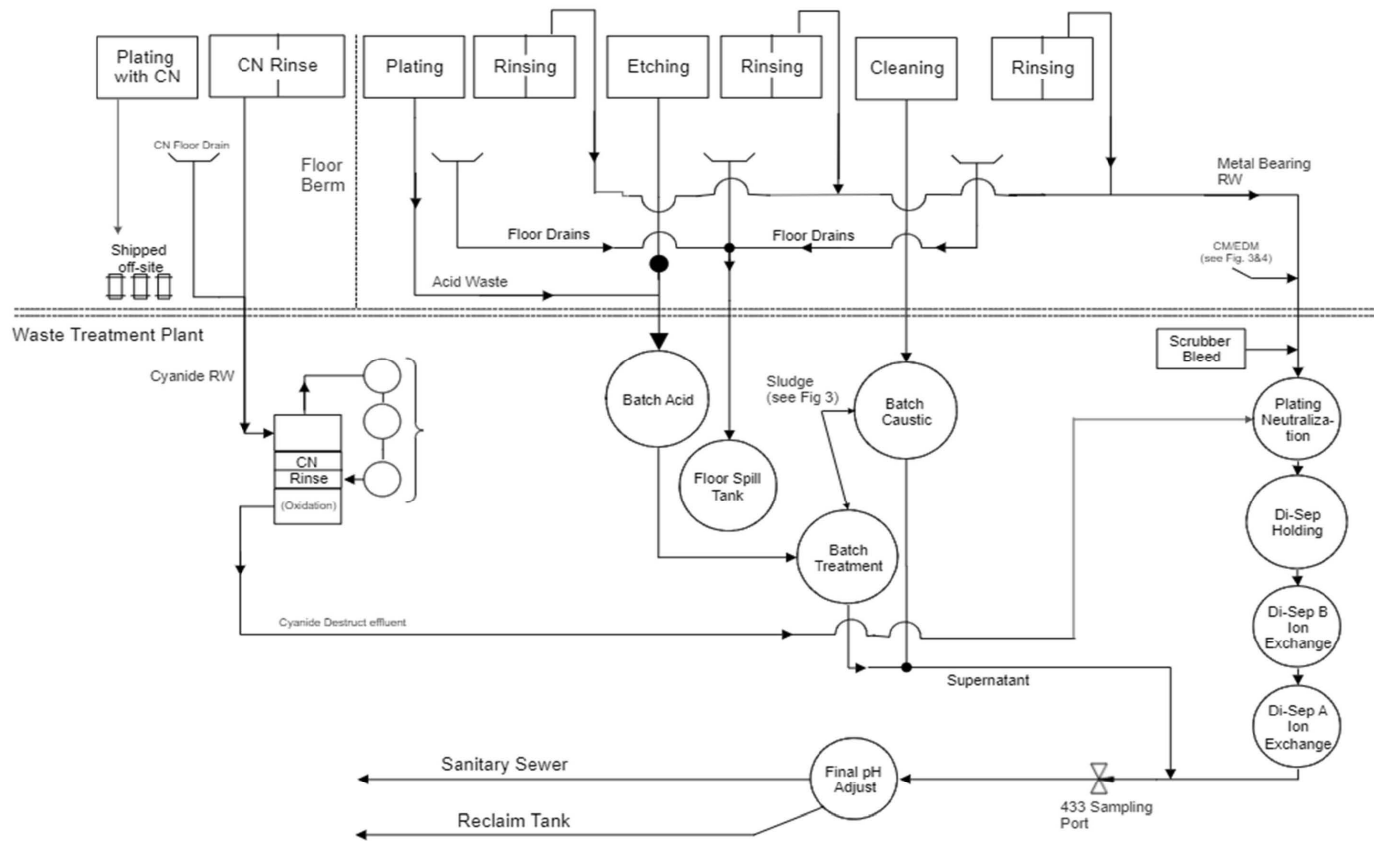 Plating
with CN
CN Rinse
Plating
Rinsing
Etching
Rinsing
Cleaning
Rinsing
CN Floor Drain
Floor
Berm
Metal Bearing
RW
Floor Drains
Floor Drains
Shipped
off-site
CM/EDM
(see Fig. 3&4)
Acid Waste
Waste Treatment Plant
Scrubber
Bleed
Cyanide RW
Sludge
(see Fig 3)
Batch Acid
Batch
Caustic
Plating
Neutraliza-
tion
CN
Rinse
(Oxidation)
Floor Spill
Tank
Di-Sep
Holding
Batch
Treatment
Cyanide Destruct effluent
Di-Sep B
Ion
Exchange
Supernatant
Di-Sep A
Ion
Exchange
Sanitary Sewer
Final pH
Adjust
433 Sampling
Port
Reclaim Tank